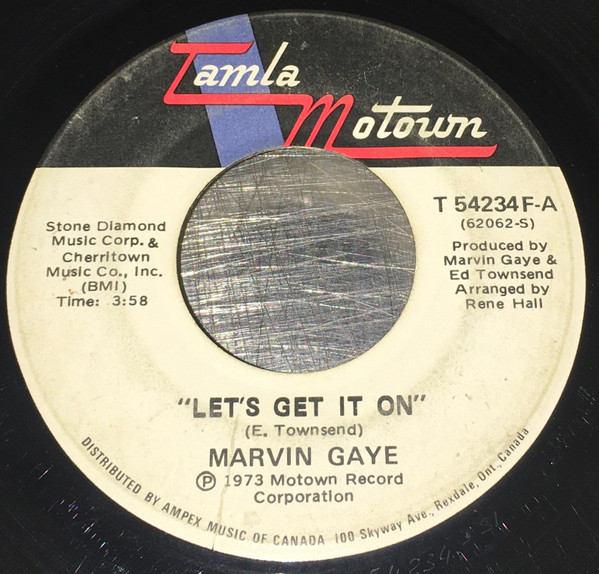 Tamla
Motown
T 54234F-A
(62062-S)
Stone Diamond
Music Corp. &
Cherritown
Music Co., Inc.
(BMI)
Time: 3:58
Produced by
Marvin Gaye &
Ed Townsend
Arranged by
Rene Hall
"LET'S GET IT ON"
(E. Townsend)
MARVIN GAYE
℗ 1973 Motown Record
Corporation
DISTRIBUTED BY AMPEX MUSIC OF CANADA 100 Skyway Ave., Rexdale, Ont., Canada